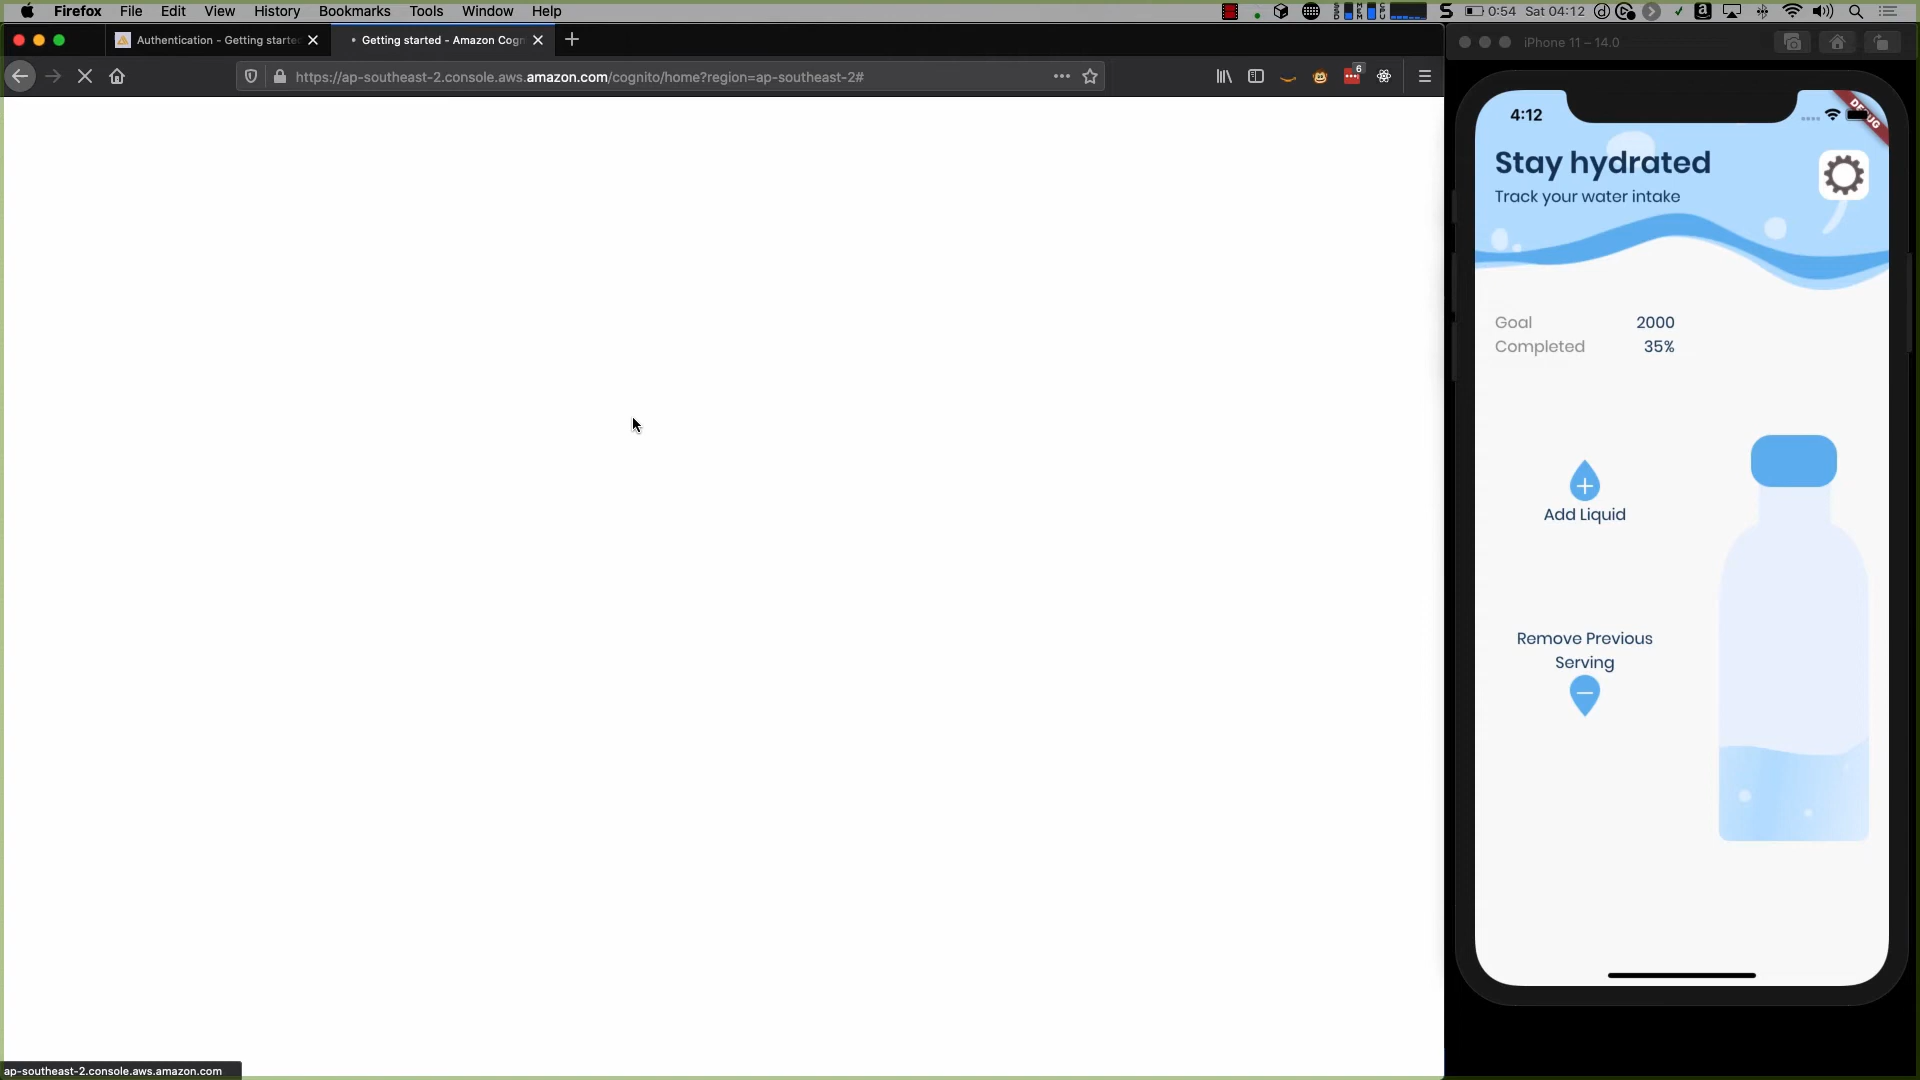 Firefox File Edit View History Bookmarks Tools Window Help
0:54 Sat 04:12
Authentication - Getting starte
Getting started - Amazon Cogn
https://ap-southeast-2.console.aws.amazon.com/cognito/home?region=ap-southeast-2#
6
iPhone 11 – 14.0
4:12
DEBUG
Stay hydrated
Track your water intake
Goal 2000
Completed 35%
Add Liquid
Remove Previous
Serving
ap-southeast-2.console.aws.amazon.com